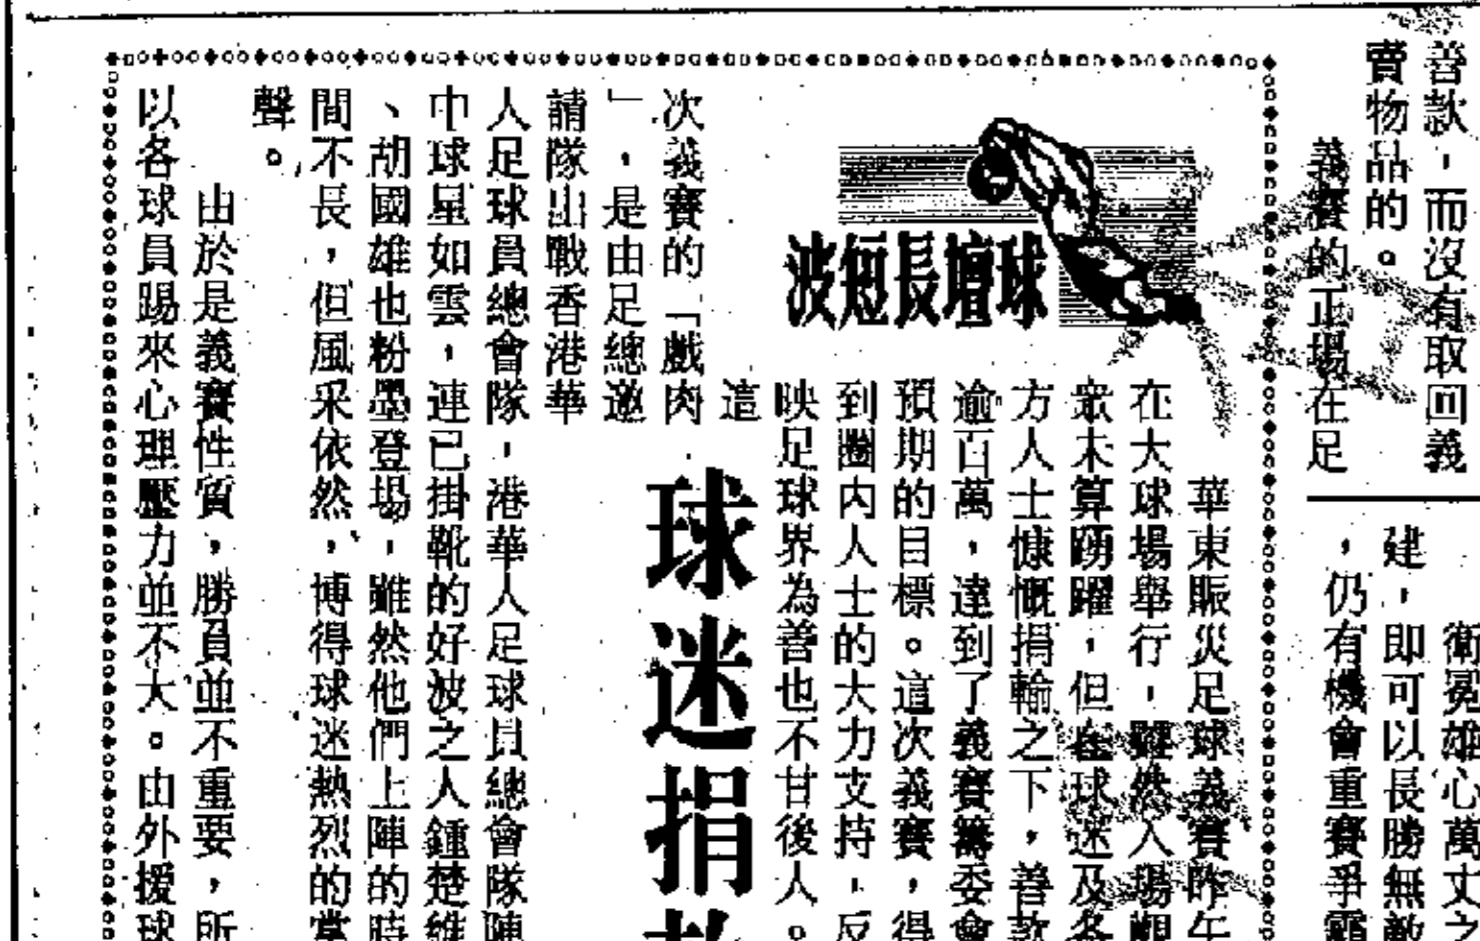 善款，而沒有取回義
賣物品的。
義賽的正場在足
衛冕雄心萬丈之
建，即可以長勝無敵
，仍有機會重賽爭霸
球壇長短波
球迷捐
華東賑災足球義賽昨午
在大球場舉行，雖然入場觀
眾未算踴躍，但在球迷及各
方人士慷慨捐輸之下，善款
逾百萬，達到了義賽籌委會
預期的目標。這次義賽，得
到圈内人士的大力支持，反
映足球界為善也不甘後人。
這
次義賽的「戲肉
」，是由足總邀
請隊出戰香港華
人足球員總會隊，港華人足球員總會隊陣
中球星如雲，連已掛靴的好波之人鍾楚維
、胡國雄也粉墨登場，雖然他們上陣的時
間不長，但風采依然，博得球迷熱烈的掌
聲。
由於是義賽性質，勝負並不重要，所
以各球員踢來心理壓力並不大。由外援球